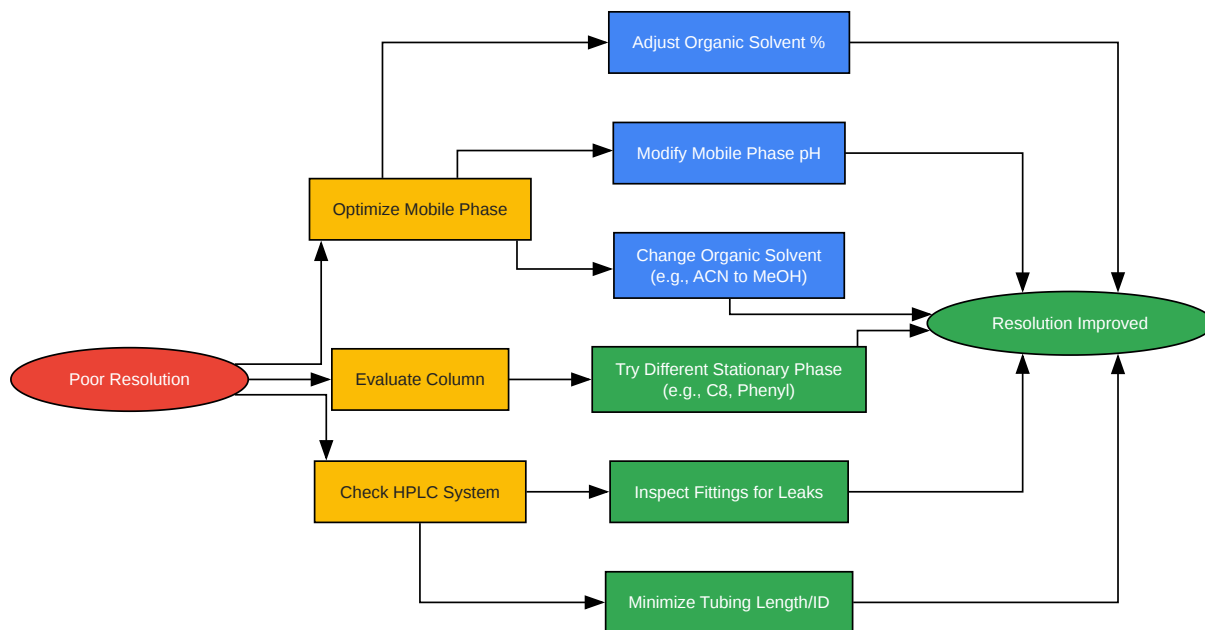 Poor Resolution
Optimize Mobile Phase
Evaluate Column
Check HPLC System
Adjust Organic Solvent %
Modify Mobile Phase pH
Change Organic Solvent
(e.g., ACN to MeOH)
Try Different Stationary Phase
(e.g., C8, Phenyl)
Inspect Fittings for Leaks
Minimize Tubing Length/ID
Resolution Improved